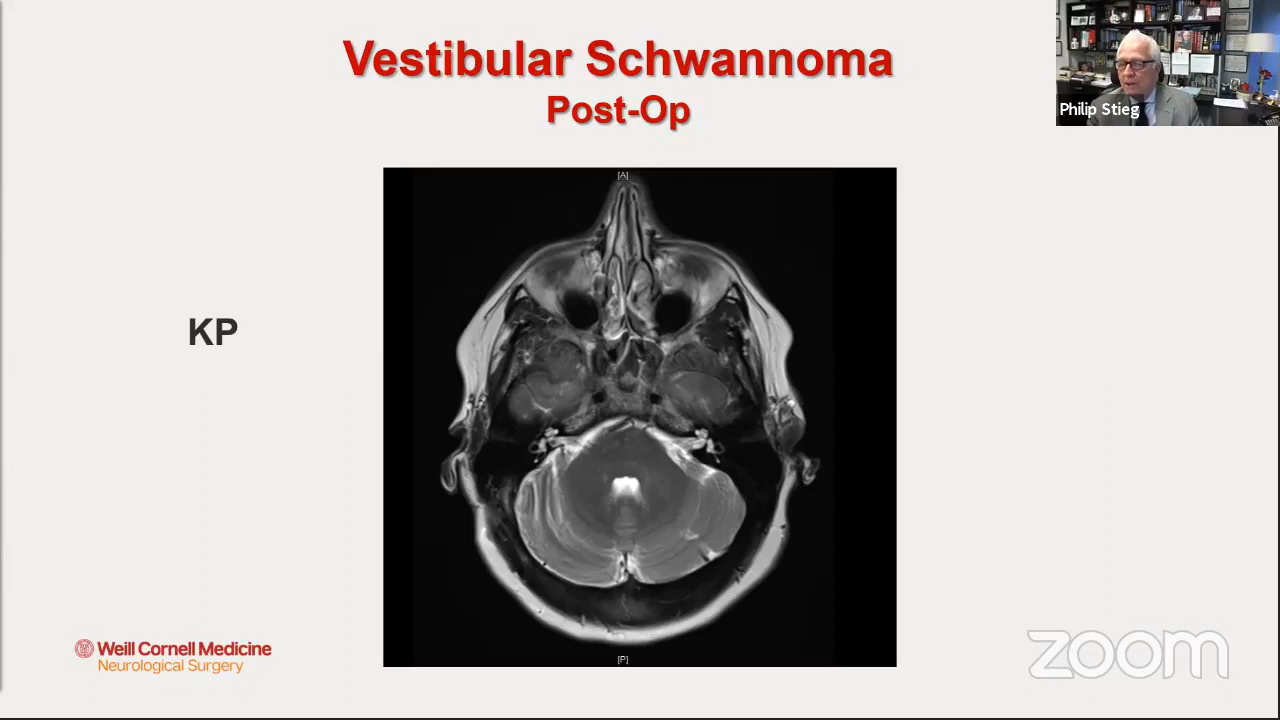 Vestibular Schwannoma
Post-Op
Philip Stieg
[A]
KP
[P]
Weill Cornell Medicine
Neurological Surgery
zoom